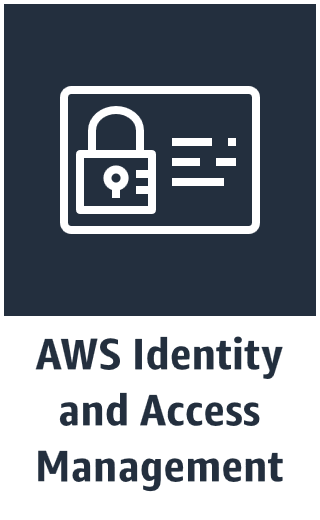 AWS Identity
and Access
Management